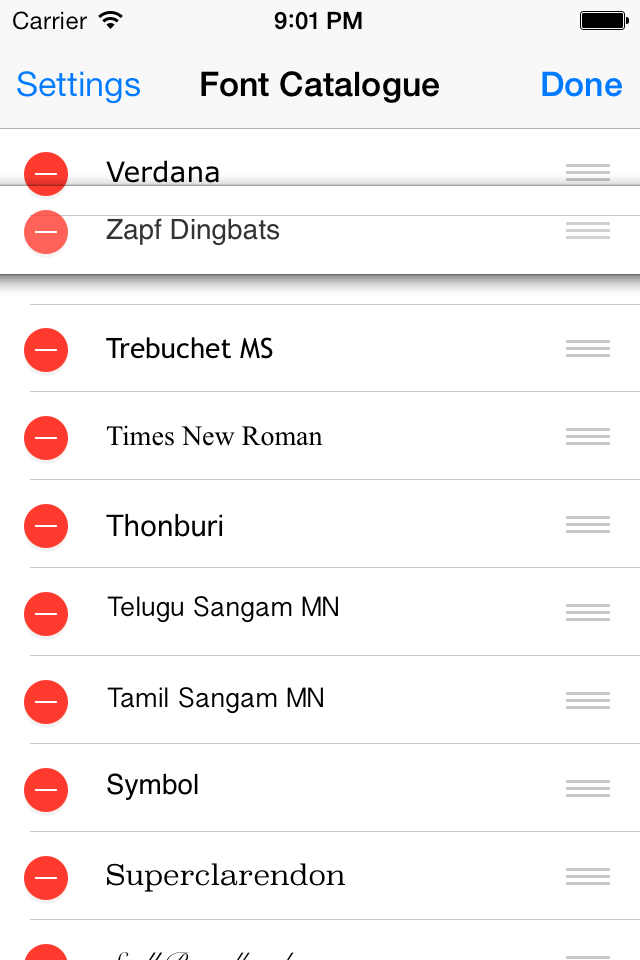 Carrier 9:01 PM
Settings Font Catalogue Done
Verdana
Zapf Dingbats
Trebuchet MS
Times New Roman
Thonburi
Telugu Sangam MN
Tamil Sangam MN
Symbol
Superclarendon